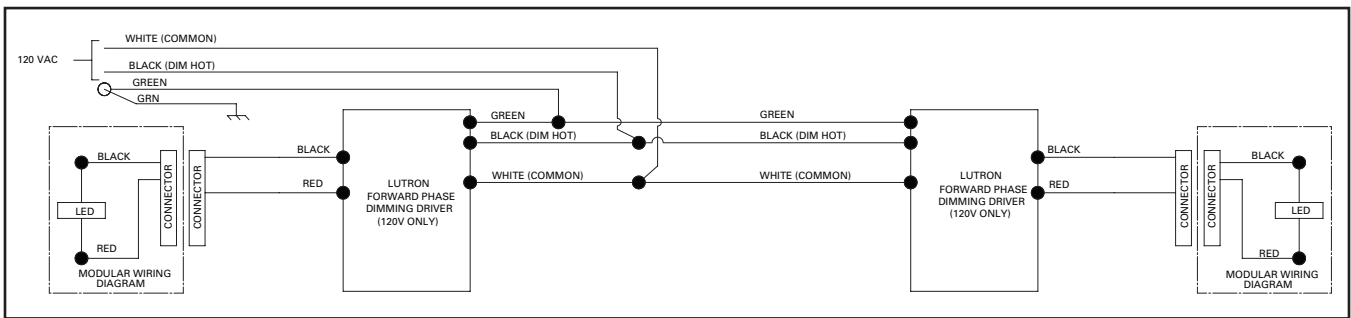 WHITE (COMMON)
120 VAC
BLACK (DIM HOT)
GREEN
GRN
GREEN
GREEN
BLACK (DIM HOT)
BLACK (DIM HOT)
BLACK
CONNECTOR
CONNECTOR
BLACK
LUTRON
FORWARD PHASE
DIMMING DRIVER
(120V ONLY)
WHITE (COMMON)
WHITE (COMMON)
LUTRON
FORWARD PHASE
DIMMING DRIVER
(120V ONLY)
BLACK
CONNECTOR
CONNECTOR
BLACK
RED
RED
LED
LED
RED
RED
MODULAR WIRING
DIAGRAM
MODULAR WIRING
DIAGRAM